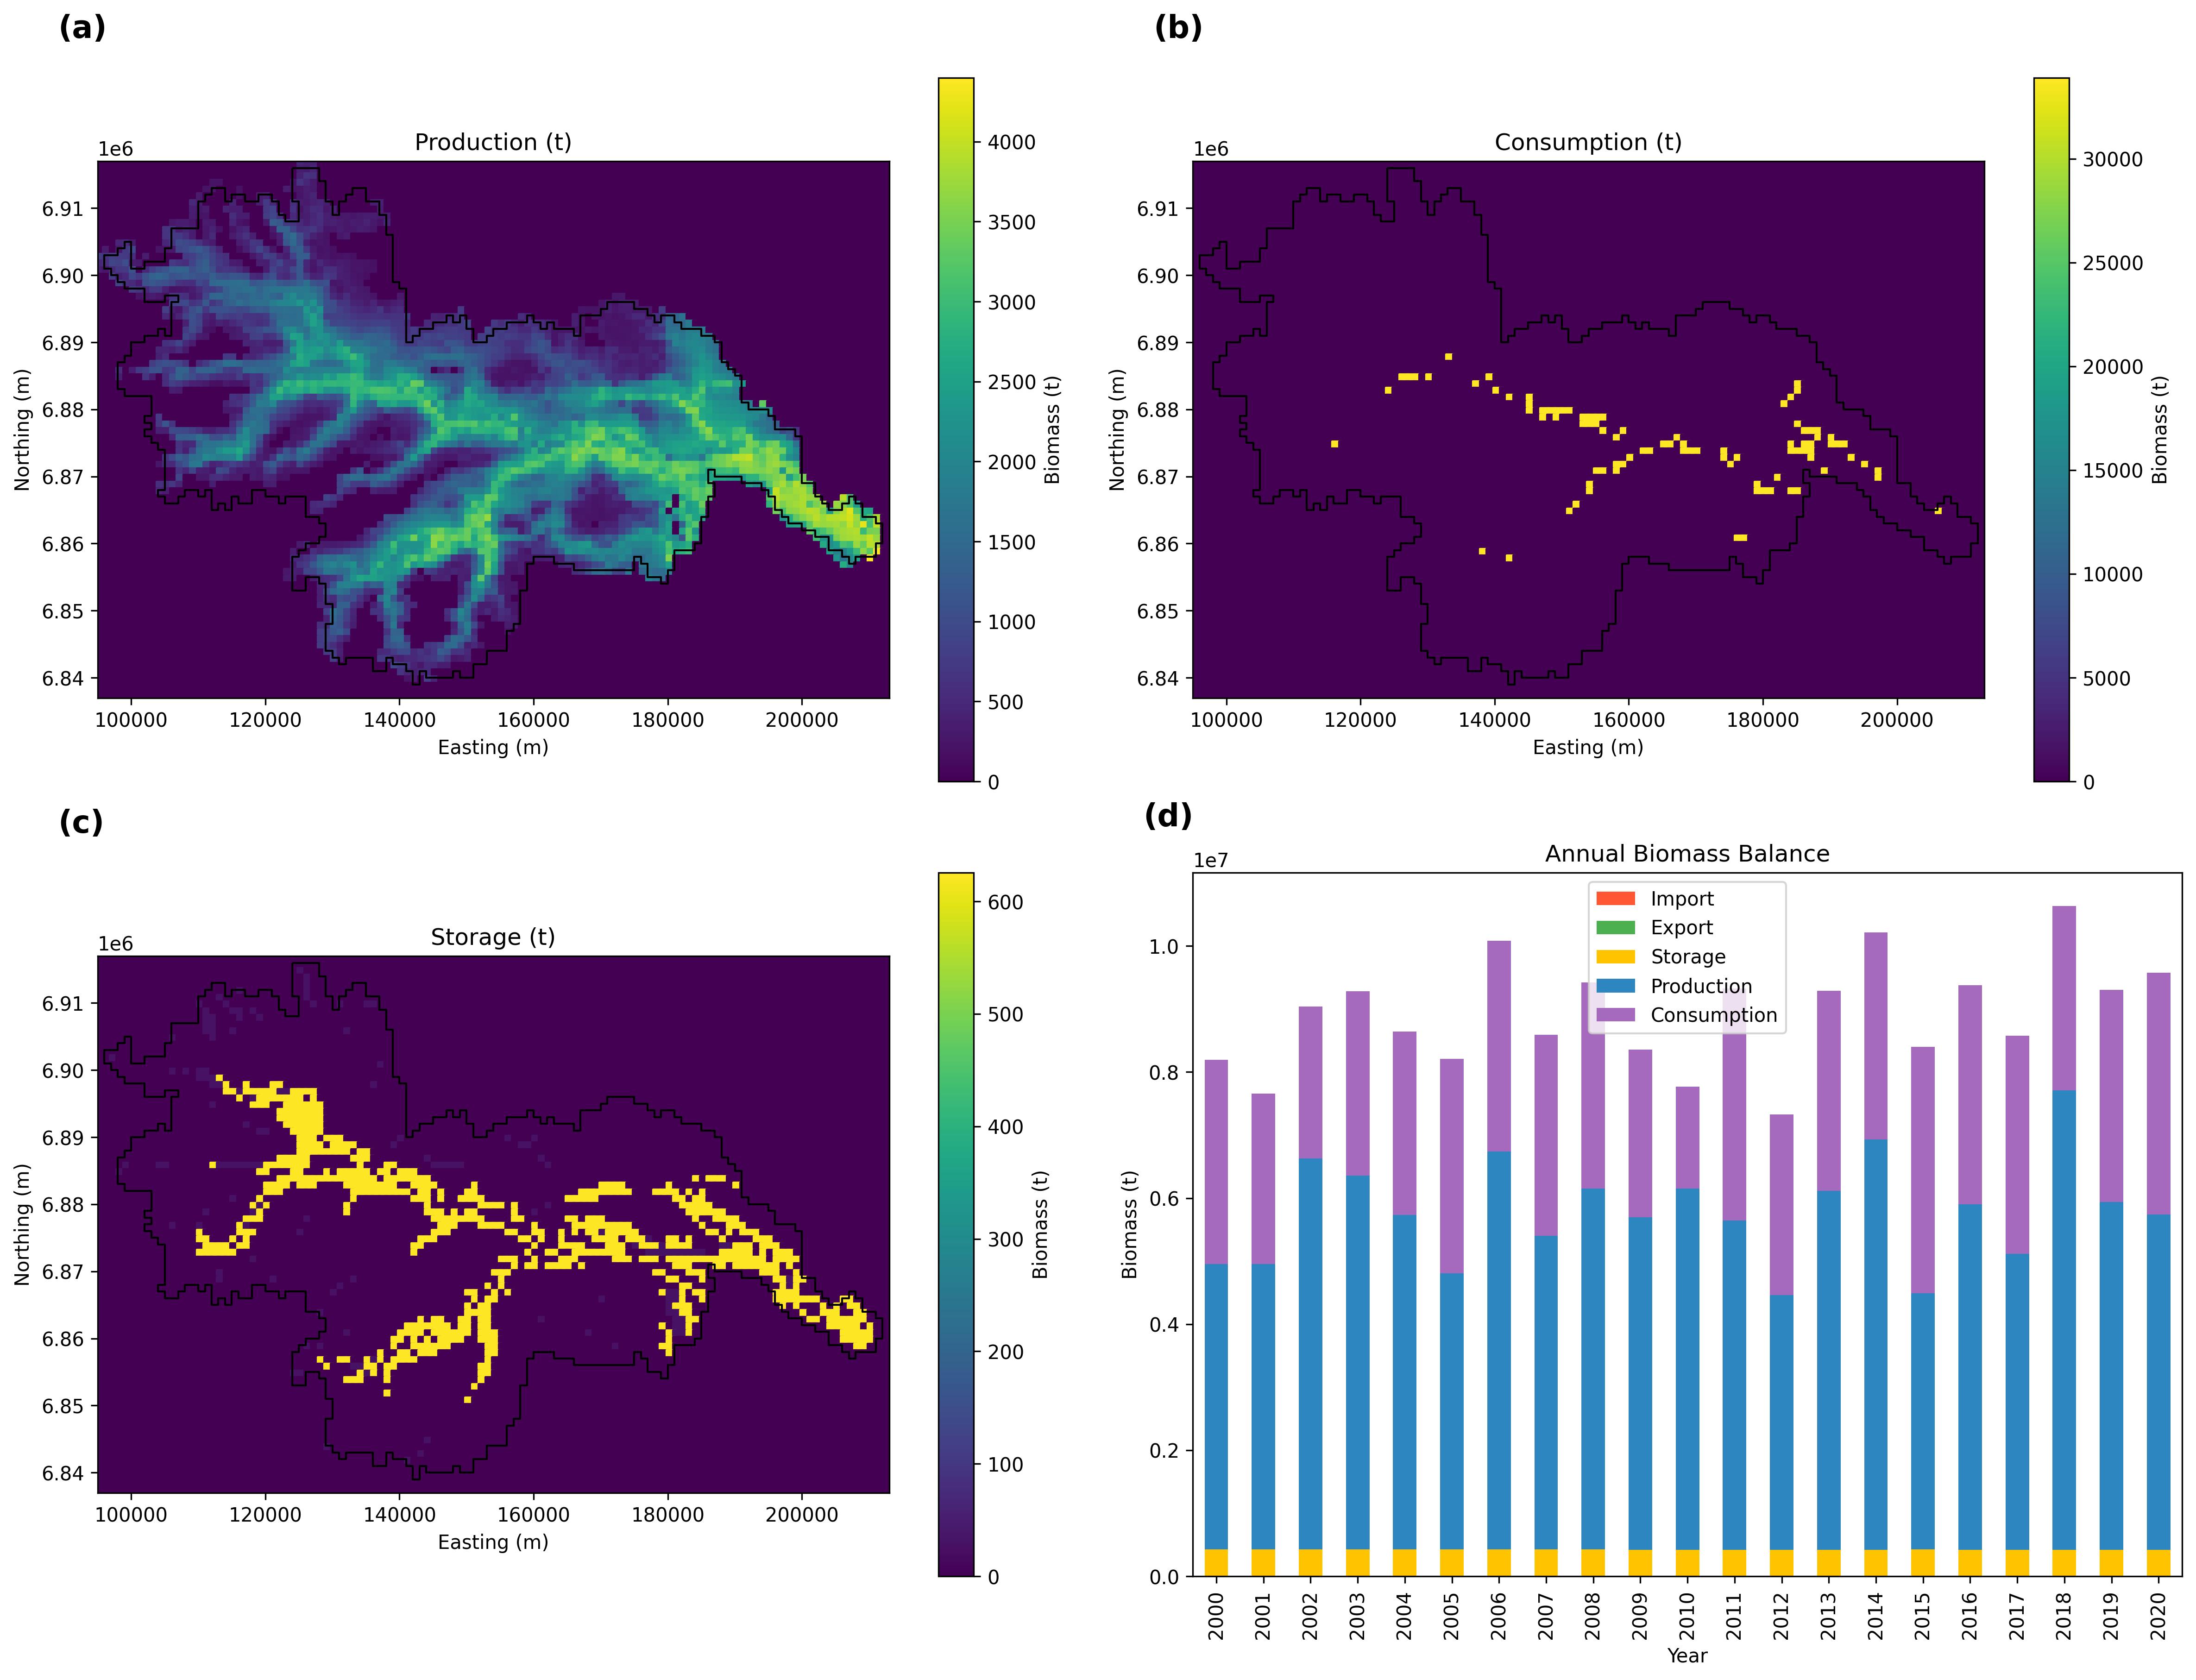 (a)
Production (t)
1e6
6.91
6.90
6.89
6.88
6.87
6.86
6.85
6.84
Northing (m)
100000 120000 140000 160000 180000 200000
Easting (m)
4000
3500
3000
2500
2000
1500
1000
500
0
Biomass (t)
(b)
Consumption (t)
1e6
6.91
6.90
6.89
6.88
6.87
6.86
6.85
6.84
Northing (m)
100000 120000 140000 160000 180000 200000
Easting (m)
30000
25000
20000
15000
10000
5000
0
Biomass (t)
(c)
Storage (t)
1e6
6.91
6.90
6.89
6.88
6.87
6.86
6.85
6.84
Northing (m)
100000 120000 140000 160000 180000 200000
Easting (m)
600
500
400
300
200
100
0
Biomass (t)
(d)
Annual Biomass Balance
1e7
1.0
0.8
0.6
0.4
0.2
0.0
Biomass (t)
Import
Export
Storage
Production
Consumption
2000 2001 2002 2003 2004 2005 2006 2007 2008 2009 2010 2011 2012 2013 2014 2015 2016 2017 2018 2019 2020
Year